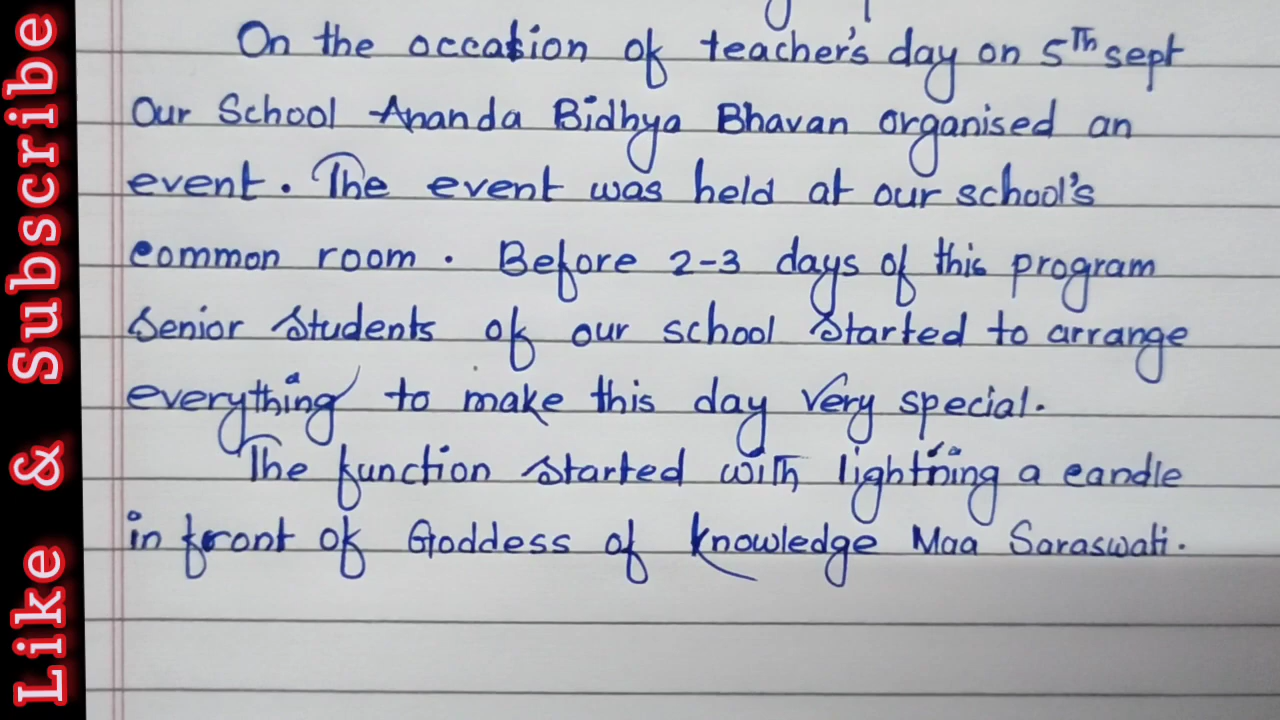 Like & Subscribe
On the occasion of teacher's day on 5Th sept
Our School Ananda Bidhya Bhavan organised an
event. The event was held at our school's
common room. Before 2-3 days of this program
Senior Students of our school Started to arrange
everything to make this day very special.
The function started with lightning a candle
in front of Goddess of knowledge Maa Saraswati.